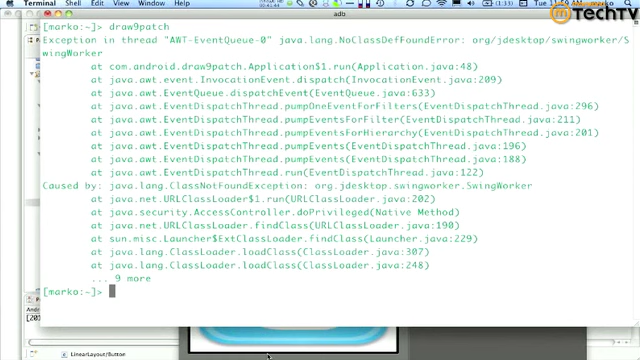 Terminal Shell Edit View Window Help
(1:33) Tue 11:59 AM marko
TechTV
adb
[marko:~]> draw9patch
Exception in thread "AWT-EventQueue-0" java.lang.NoClassDefFoundError: org/jdesktop/swingworker/S
wingWorker
at com.android.draw9patch.Application$1.run(Application.java:48)
at java.awt.event.InvocationEvent.dispatch(InvocationEvent.java:209)
at java.awt.EventQueue.dispatchEvent(EventQueue.java:633)
at java.awt.EventDispatchThread.pumpOneEventForFilters(EventDispatchThread.java:296)
at java.awt.EventDispatchThread.pumpEventsForFilter(EventDispatchThread.java:211)
at java.awt.EventDispatchThread.pumpEventsForHierarchy(EventDispatchThread.java:201)
at java.awt.EventDispatchThread.pumpEvents(EventDispatchThread.java:196)
at java.awt.EventDispatchThread.pumpEvents(EventDispatchThread.java:188)
at java.awt.EventDispatchThread.run(EventDispatchThread.java:122)
Caused by: java.lang.ClassNotFoundException: org.jdesktop.swingworker.SwingWorker
at java.net.URLClassLoader$1.run(URLClassLoader.java:202)
at java.security.AccessController.doPrivileged(Native Method)
at java.net.URLClassLoader.findClass(URLClassLoader.java:190)
at sun.misc.Launcher$ExtClassLoader.findClass(Launcher.java:229)
at java.lang.ClassLoader.loadClass(ClassLoader.java:307)
at java.lang.ClassLoader.loadClass(ClassLoader.java:248)
... 9 more
[marko:~]>
LinearLayout/Button